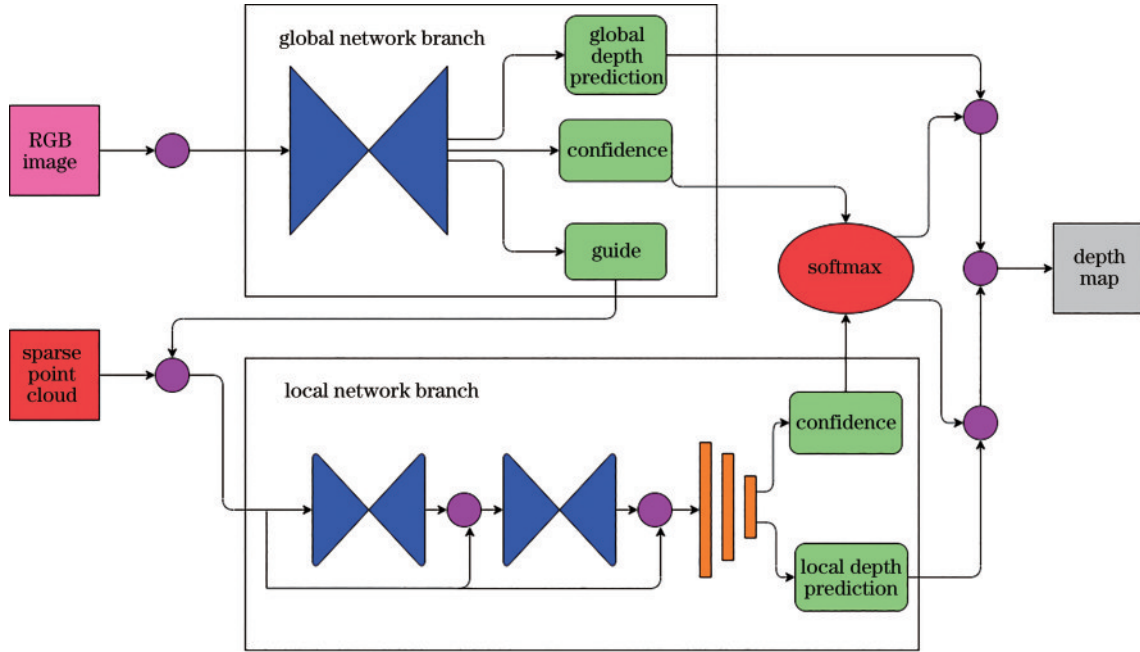 global network branch
global
depth
prediction
RGB
image
confidence
guide
softmax
depth
map
sparse
point
cloud
local network branch
confidence
local depth
prediction